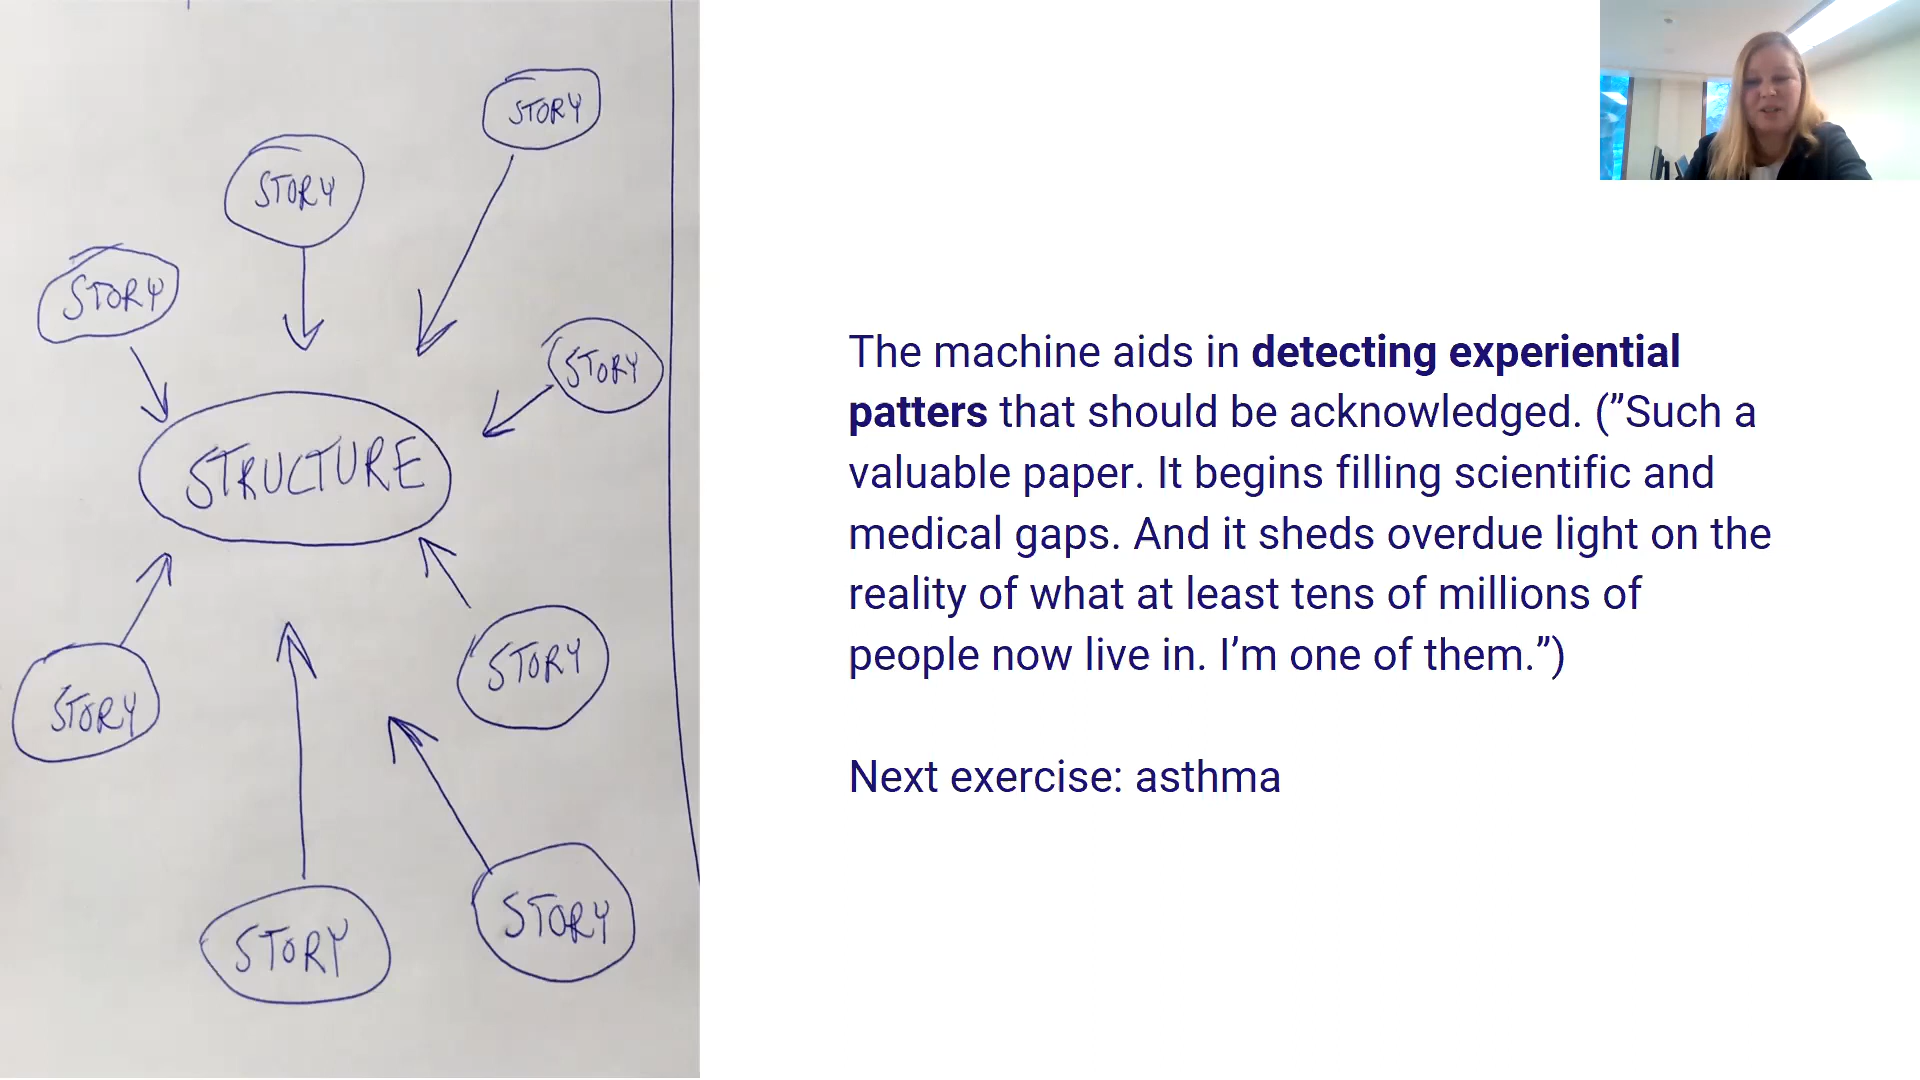 STORY
STORY
STORY
STORY
STRUCTURE
STORY
STORY
STORY
STORY
The machine aids in detecting experiential
patters that should be acknowledged. (”Such a
valuable paper. It begins filling scientific and
medical gaps. And it sheds overdue light on the
reality of what at least tens of millions of
people now live in. I’m one of them.”)
Next exercise: asthma